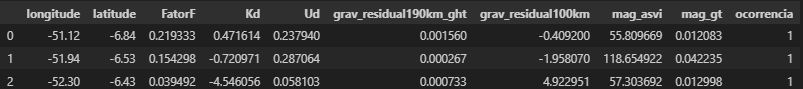 longitude latitude FatorF Kd Ud grav_residual190km_ght grav_residual100km mag_asvi mag_gt ocorrencia
0 -51.12 -6.84 0.219333 0.471614 0.237940 0.001560 -0.409200 55.809669 0.012083 1
1 -51.94 -6.53 0.154298 -0.720971 0.287064 0.000267 -1.958070 118.654922 0.042235 1
2 -52.30 -6.43 0.039492 -4.546056 0.058103 0.000733 4.922951 57.303692 0.012998 1